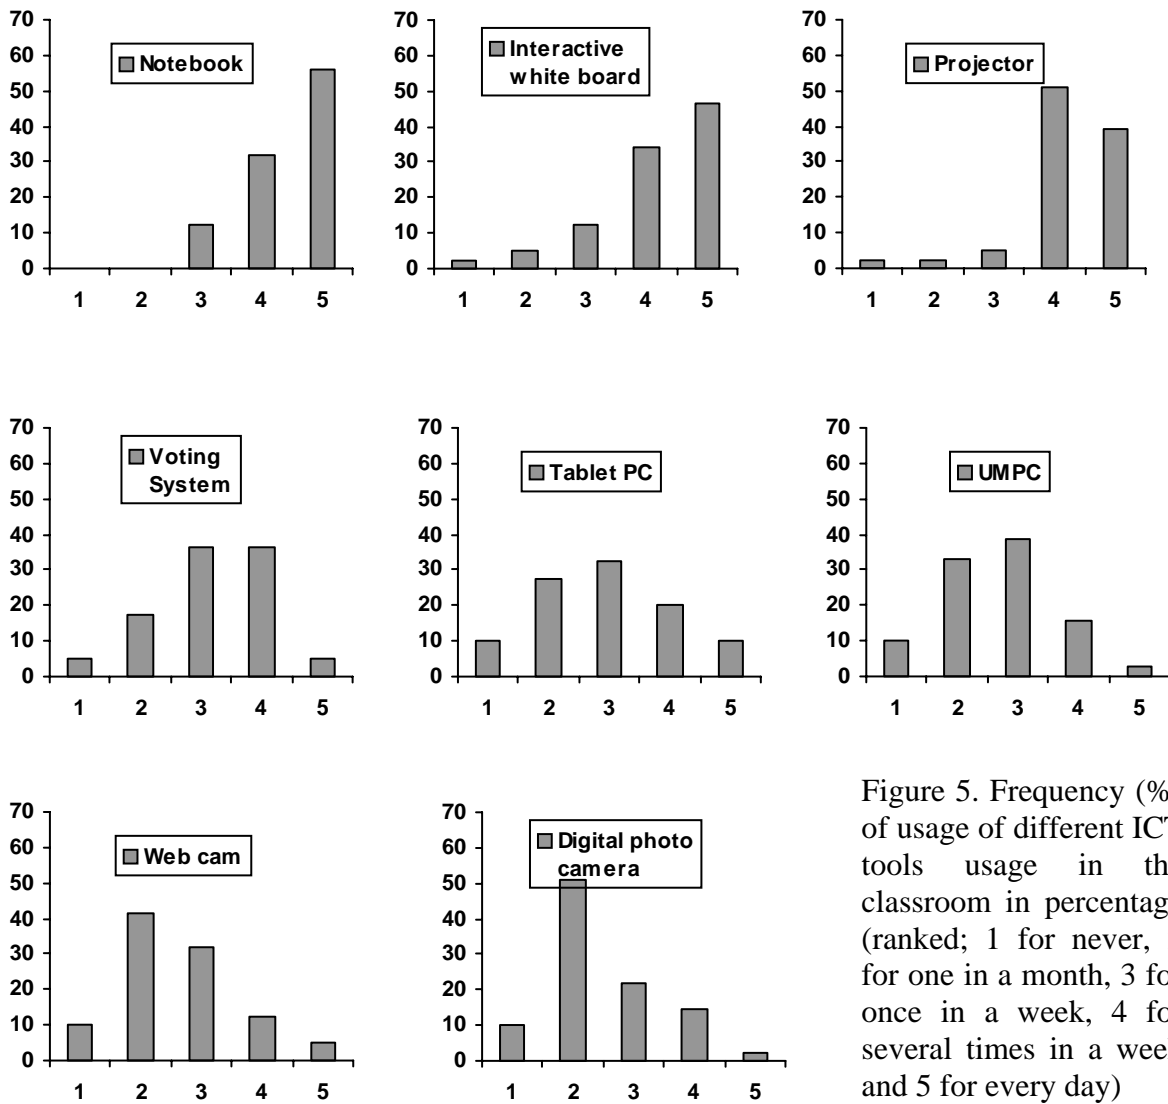 70
60
50
40
30
20
10
0
Notebook
1 2 3 4 5
70
60
50
40
30
20
10
0
Interactive
white board
1 2 3 4 5
70
60
50
40
30
20
10
0
Projector
1 2 3 4 5
70
60
50
40
30
20
10
0
Voting
System
1 2 3 4 5
70
60
50
40
30
20
10
0
Tablet PC
1 2 3 4 5
70
60
50
40
30
20
10
0
UMPC
1 2 3 4 5
70
60
50
40
30
20
10
0
Web cam
1 2 3 4 5
70
60
50
40
30
20
10
0
Digital photo
camera
1 2 3 4 5
Figure 5. Frequency (%
of usage of different ICT
tools usage in th
classroom in percentag
(ranked; 1 for never,
for one in a month, 3 fo
once in a week, 4 fo
several times in a week
and 5 for every day)